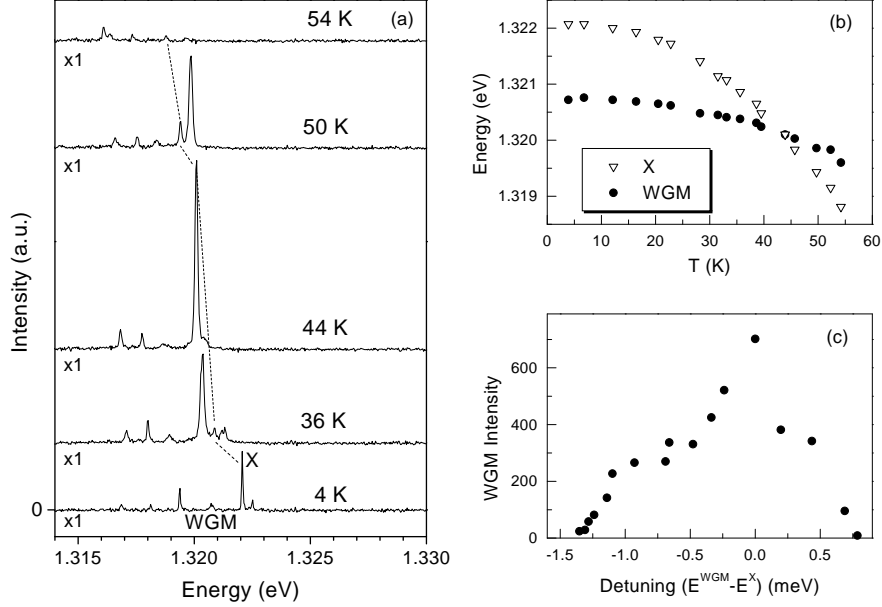 (a)
54 K
x1
50 K
x1
44 K
x1
36 K
x1
X
4 K
0
WGM
x1
1.315
1.320
1.325
1.330
Energy (eV)
Intensity (a.u.)
(b)
1.322
1.321
1.320
1.319
Energy (eV)
X
WGM
0 10 20 30 40 50 60
T (K)
(c)
600
400
200
0
WGM Intensity
-1.5 -1.0 -0.5 0.0 0.5
Detuning (E^WGM-E^X) (meV)